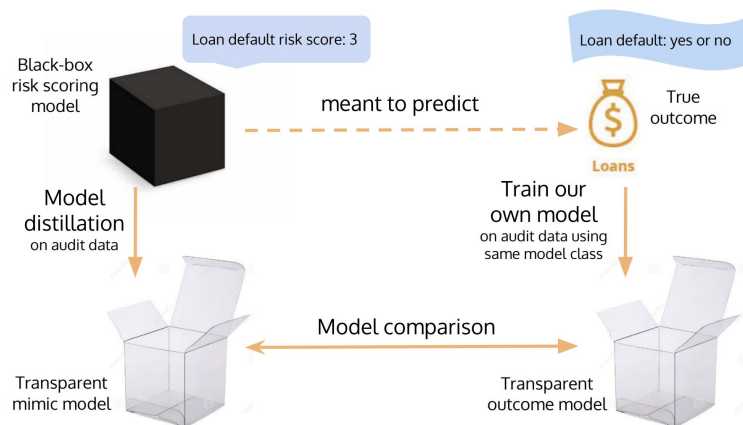 Loan default risk score: 3
Loan default: yes or no
Black-box
risk scoring
model
meant to predict
$
True
outcome
Loans
Model
distillation
on audit data
Train our
own model
on audit data using
same model class
Model comparison
Transparent
mimic model
Transparent
outcome model